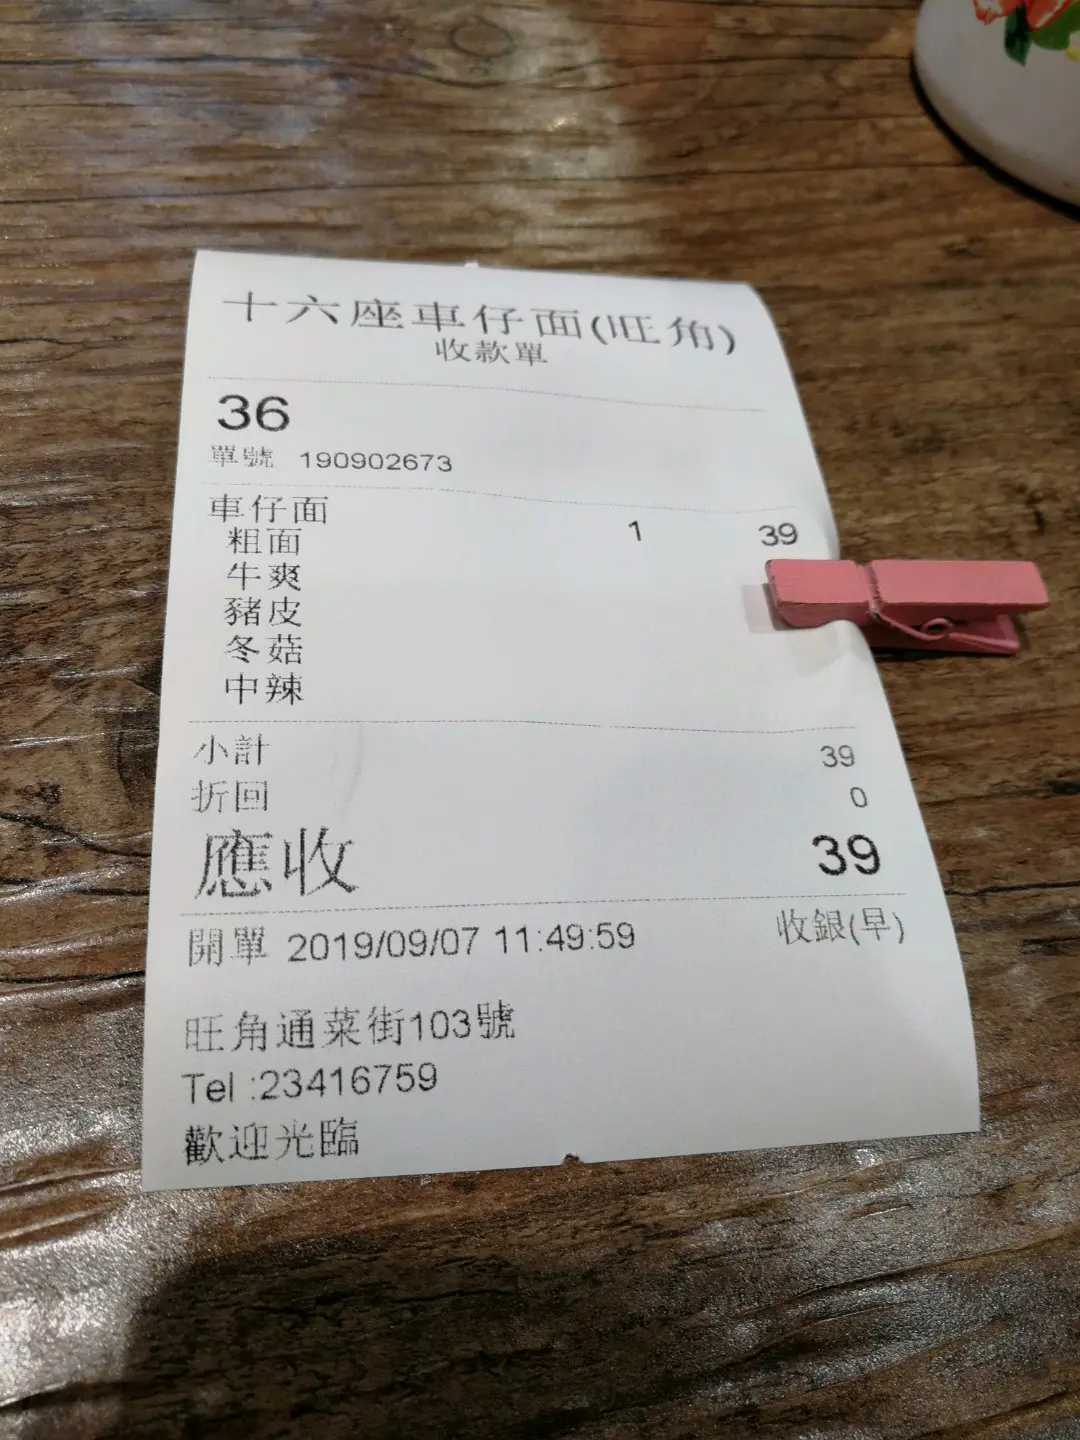 十六座車仔面(旺角)
收款單
36
單號 190902673
車仔面
粗面 1 39
牛爽
豬皮
冬菇
中辣
小計 39
折回 0
應收 39
開單 2019/09/07 11:49:59 收銀(早)
旺角通菜街103號
Tel :23416759
歡迎光臨